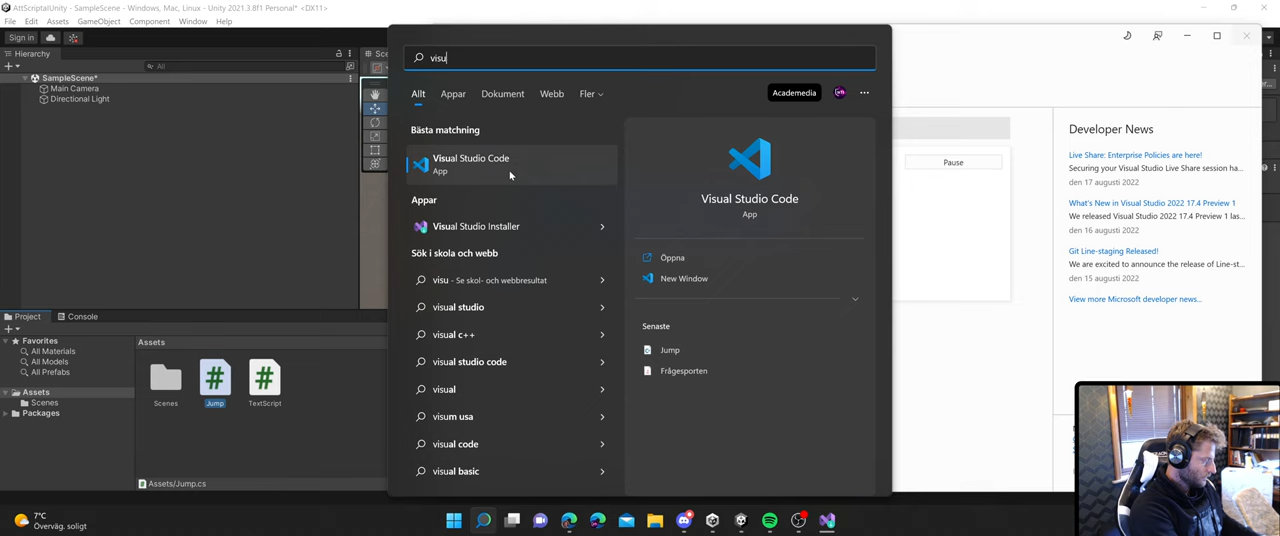 AttScriptaIUnity - SampleScene - Windows, Mac, Linux - Unity 2021.3.8f1 Personal* <DX11>
File Edit Assets GameObject Component Window Help
Sign in
Hierarchy
All
SampleScene*
Main Camera
Directional Light
Project
Console
Favorites
All Materials
All Models
All Prefabs
Assets
Scenes
Packages
Assets
Scenes
Jump
TextScript
Assets/Jump.cs
visu
Allt Appar Dokument Webb Fler
Academedia
Bästa matchning
Visual Studio Code
App
Appar
Visual Studio Installer
Sök i skola och webb
visu - Se skol- och webbresultat
visual studio
visual c++
visual studio code
visual
visum usa
visual code
visual basic
Visual Studio Code
App
Öppna
New Window
Senaste
Jump
Frågesporten
Pause
Developer News
Live Share: Enterprise Policies are here!
Securing your Visual Studio Live Session session ha...
den 17 augusti 2022
What's New in Visual Studio 2022 17.4 Preview 1
We released Visual Studio 2022 17.4 Preview 1 las...
den 16 augusti 2022
Git Line-staging Released!
We are excited to announce the release of Line-st...
den 15 augusti 2022
View more Microsoft developer news...
7°C
Överväg. soligt